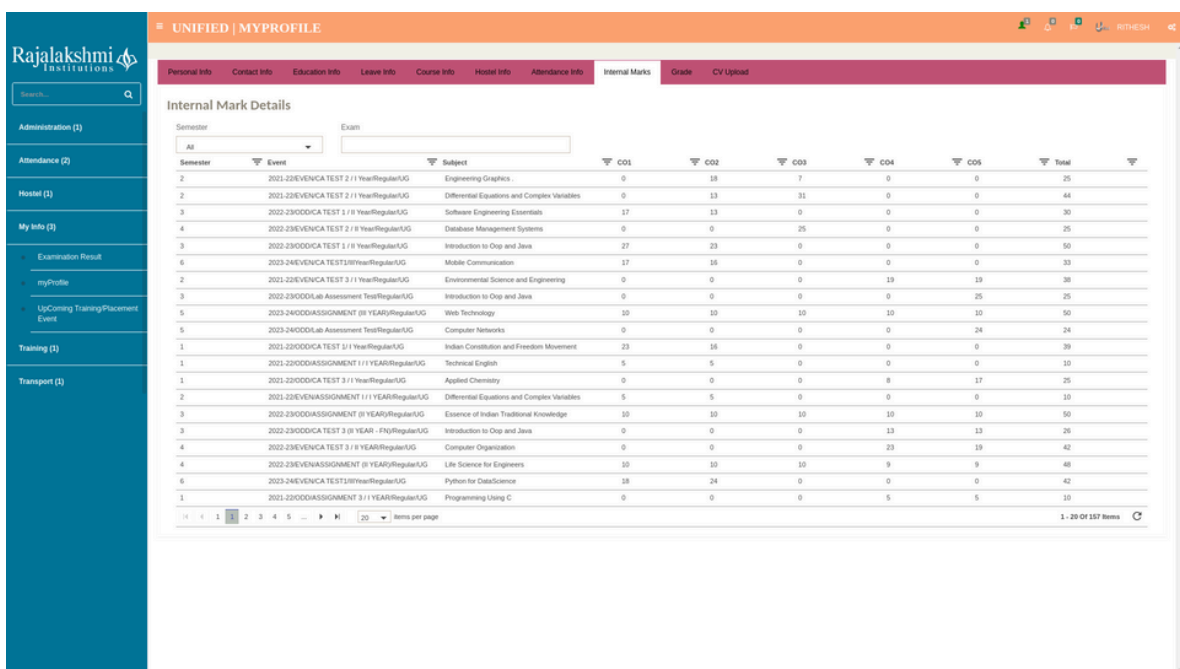 UNIFIED | MYPROFILE
RITHESH
Rajalakshmi
Institutions
Search...
Administration (1)
Attendance (2)
Hostel (1)
My Info (3)
Examination Result
myProfile
UpComing Training/Placement
Event
Training (1)
Transport (1)
Personal Info Contact Info Education Info Leave Info Course Info Hostel Info Attendance Info Internal Marks Grade CV Upload
Internal Mark Details
Semester Exam
All
Semester Event Subject CO1 CO2 CO3 CO4 CO5 Total
2 2021-22/EVEN/CA TEST 2 / I Year/Regular/UG Engineering Graphics . 0 18 7 0 0 25
2 2021-22/EVEN/CA TEST 2 / I Year/Regular/UG Differential Equations and Complex Variables 0 13 31 0 0 44
3 2022-23/ODD/CA TEST 1 / II Year/Regular/UG Software Engineering Essentials 17 13 0 0 0 30
4 2022-23/EVEN/CA TEST 2 / II Year/Regular/UG Database Management Systems 0 0 25 0 0 25
3 2022-23/ODD/CA TEST 1 / II Year/Regular/UG Introduction to Oop and Java 27 23 0 0 0 50
6 2023-24/EVEN/CA TEST1/III/Year/Regular/UG Mobile Communication 17 16 0 0 0 33
2 2021-22/EVEN/CA TEST 3 / I Year/Regular/UG Environmental Science and Engineering 0 0 0 19 19 38
3 2022-23/ODD/Lab Assessment Test/Regular/UG Introduction to Oop and Java 0 0 0 0 25 25
5 2023-24/ODD/ASSIGNMENT (III YEAR)/Regular/UG Web Technology 10 10 10 10 10 50
5 2023-24/ODD/Lab Assessment Test/Regular/UG Computer Networks 0 0 0 0 24 24
1 2021-22/ODD/CA TEST 1/ I Year/Regular/UG Indian Constitution and Freedom Movement 23 16 0 0 0 39
1 2021-22/ODD/ASSIGNMENT I / I YEAR/Regular/UG Technical English 5 5 0 0 0 10
1 2021-22/ODD/CA TEST 3 / I Year/Regular/UG Applied Chemistry 0 0 0 8 17 25
2 2021-22/EVEN/ASSIGNMENT I / I YEAR/Regular/UG Differential Equations and Complex Variables 5 5 0 0 0 10
3 2022-23/ODD/ASSIGNMENT (II YEAR)/Regular/UG Essence of Indian Traditional Knowledge 10 10 10 10 10 50
3 2022-23/ODD/CA TEST 3 (II YEAR - FN)/Regular/UG Introduction to Oop and Java 0 0 0 13 13 26
4 2022-23/EVEN/CA TEST 3 / II Year/Regular/UG Computer Organization 0 0 0 23 19 42
4 2022-23/EVEN/ASSIGNMENT (II YEAR)/Regular/UG Life Science for Engineers 10 10 10 9 9 48
6 2023-24/EVEN/CA TEST1/III/Year/Regular/UG Python for DataScience 18 24 0 0 0 42
1 2021-22/ODD/ASSIGNMENT 3 / I YEAR/Regular/UG Programming Using C 0 0 0 5 5 10
1 1 2 3 4 5 ... 20 items per page 1 - 20 Of 157 Items